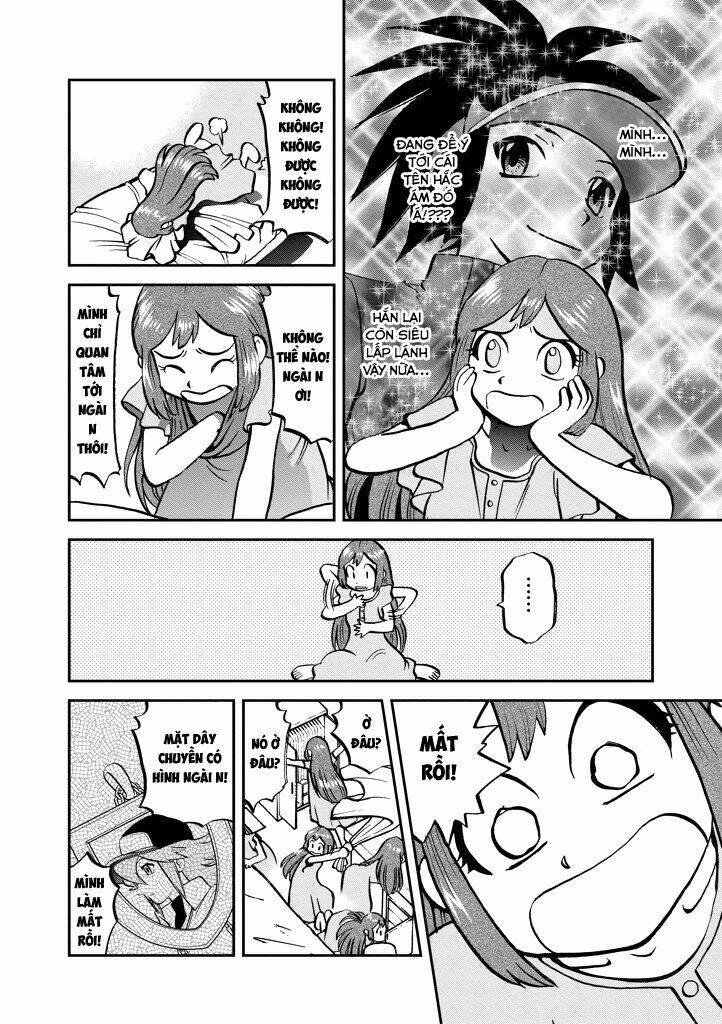 MÌNH...
MÌNH...
ĐANG ĐỂ Ý
TỚI CÁI
TÊN HẮC
ÁM ĐÓ
Á!???
HẮN LẠI
CÒN SIÊU
LẤP LÁNH
VẬY NỮA...
KHÔNG
KHÔNG!
KHÔNG
ĐƯỢC
KHÔNG
ĐƯỢC!
KHÔNG
THỂ NÀO!
NGÀI N
ƠI!
MÌNH
CHỈ
QUAN
TÂM
TỚI
NGÀI
N
THÔI!
......
MẤT
RỒI!
Ở
ĐÂU?
NÓ Ở
ĐÂU?
MẶT DÂY
CHUYỀN CÓ
HÌNH NGÀI N!
MÌNH
LÀM
MẤT
RỒI!